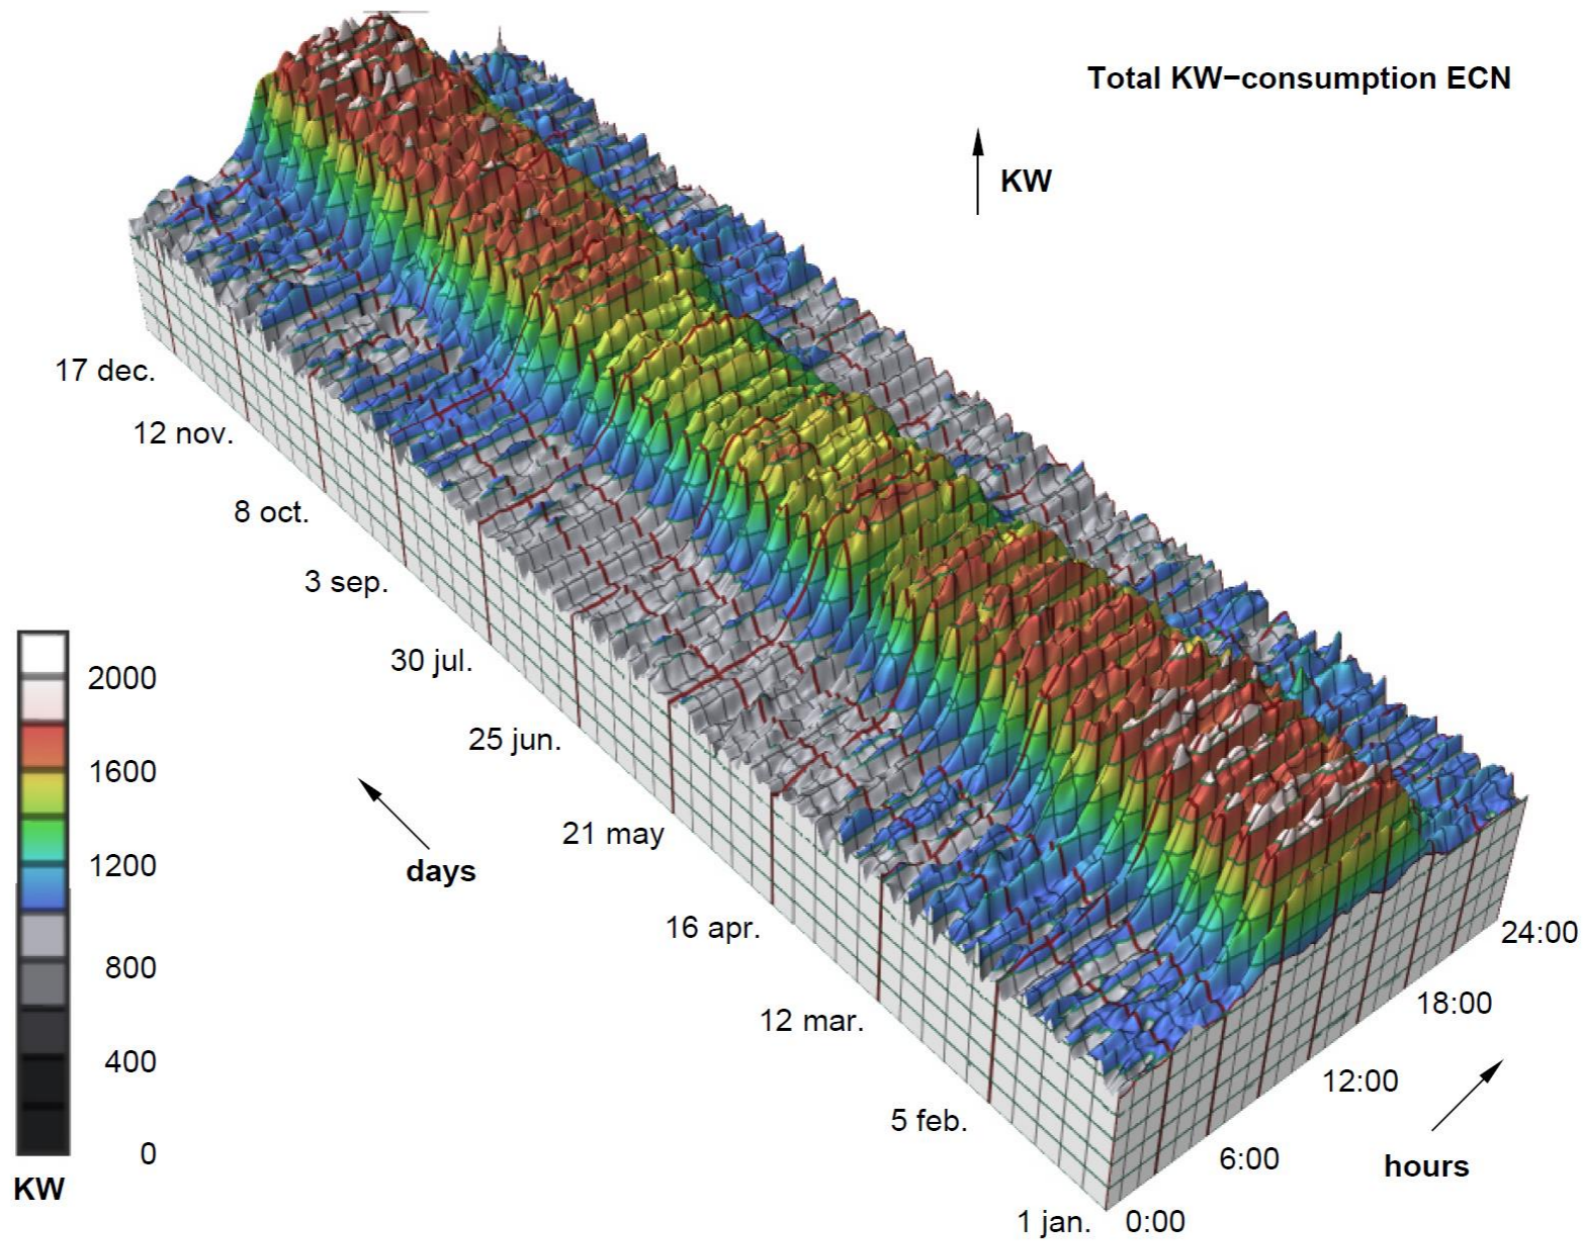 Total KW−consumption ECN
KW
17 dec.
12 nov.
8 oct.
3 sep.
30 jul.
25 jun.
21 may
16 apr.
12 mar.
5 feb.
1 jan.
days
2000
1600
1200
800
400
0
KW
24:00
18:00
12:00
6:00
0:00
hours